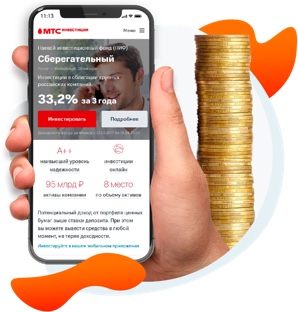 11:13
МТС ИНВЕСТИЦИИ
Меню
Паевой инвестиционный фонд (ПИФ)
Сберегательный
Инвестиции в облигации крупных
российских компаний
33,2% за 3 года
Инвестировать
Подробнее
А++
наивысший уровень
надежности
инвестиции
онлайн
95 млрд ₽
активы компании
8 место
по объему активов
Потенциальный доход от портфеля ценных
бумаг выше ставки депозита. При этом
вы можете вывести средства в любой
момент, не теряя доходности.
Инвестируйте в нашем мобильном приложении